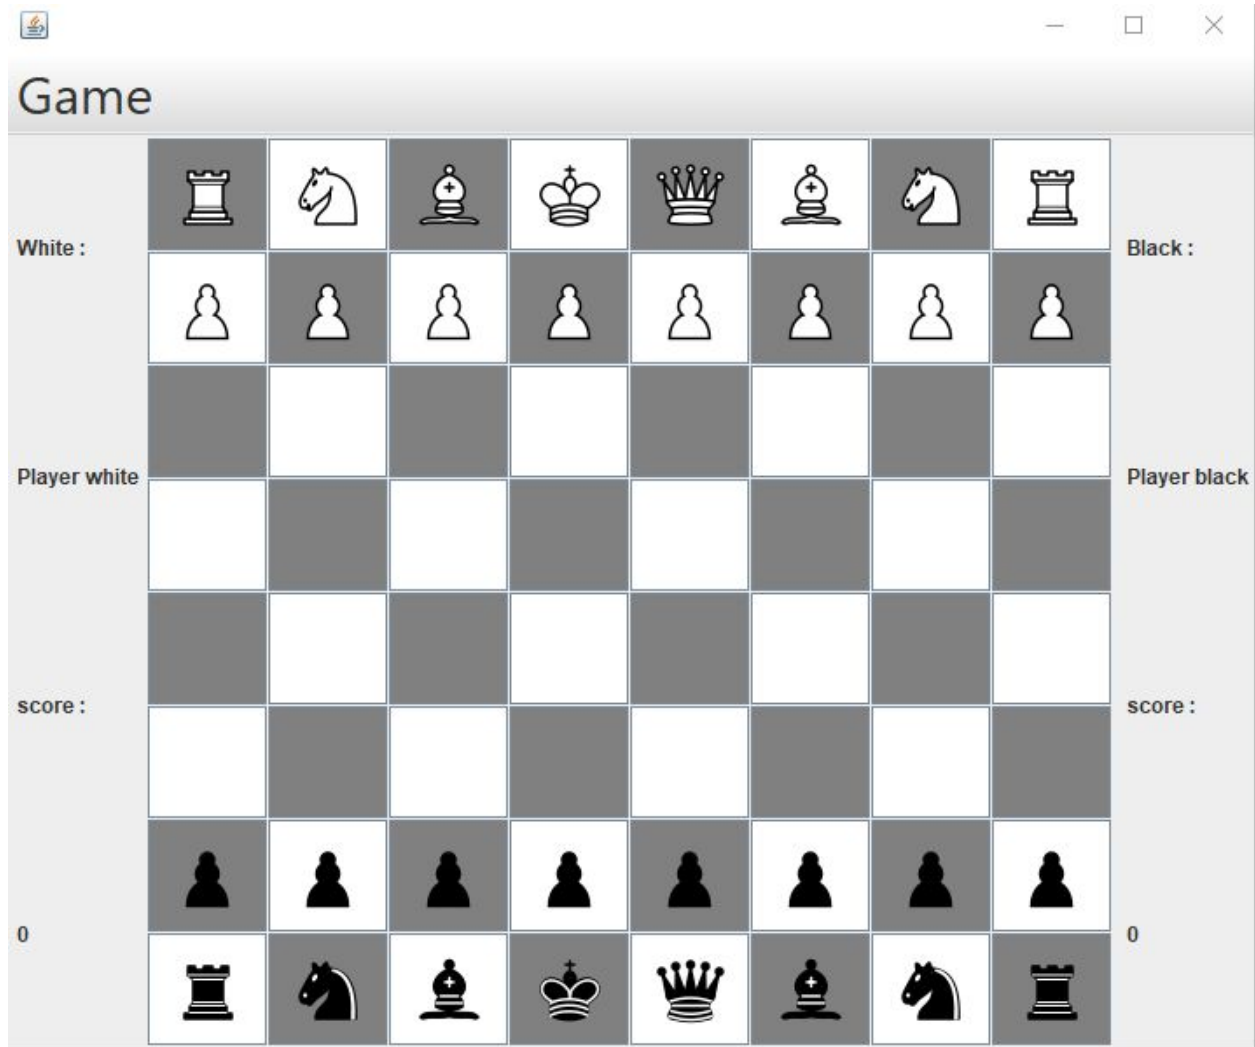 Game
White :
Player white
score :
0
Black :
Player black
score :
0